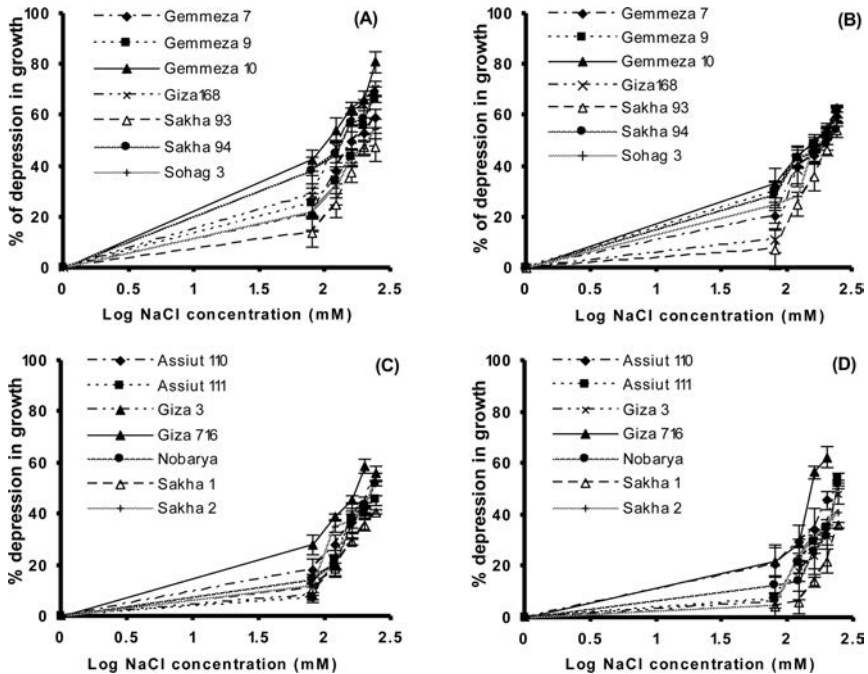 (A)
Gemmeza 7
Gemmeza 9
Gemmeza 10
Giza168
Sakha 93
Sakha 94
Sohag 3
% of depression in growth
100
80
60
40
20
0
0 0.5 1 1.5 2 2.5
Log NaCl concentration (mM)
(B)
Gemmeza 7
Gemmeza 9
Gemmeza 10
Giza168
Sakha 93
Sakha 94
Sohag 3
% of depression in growth
100
80
60
40
20
0
0 0.5 1 1.5 2 2.5
Log NaCl concentration (mM)
(C)
Assiut 110
Assiut 111
Giza 3
Giza 716
Nobarya
Sakha 1
Sakha 2
% depression in growth
100
80
60
40
20
0
0 0.5 1 1.5 2 2.5
Log NaCl concentration (mM)
(D)
Assiut 110
Assiut 111
Giza 3
Giza 716
Nobarya
Sakha 1
Sakha 2
% depression in growth
100
80
60
40
20
0
0 0.5 1 1.5 2 2.5
Log NaCl concentration (mM)